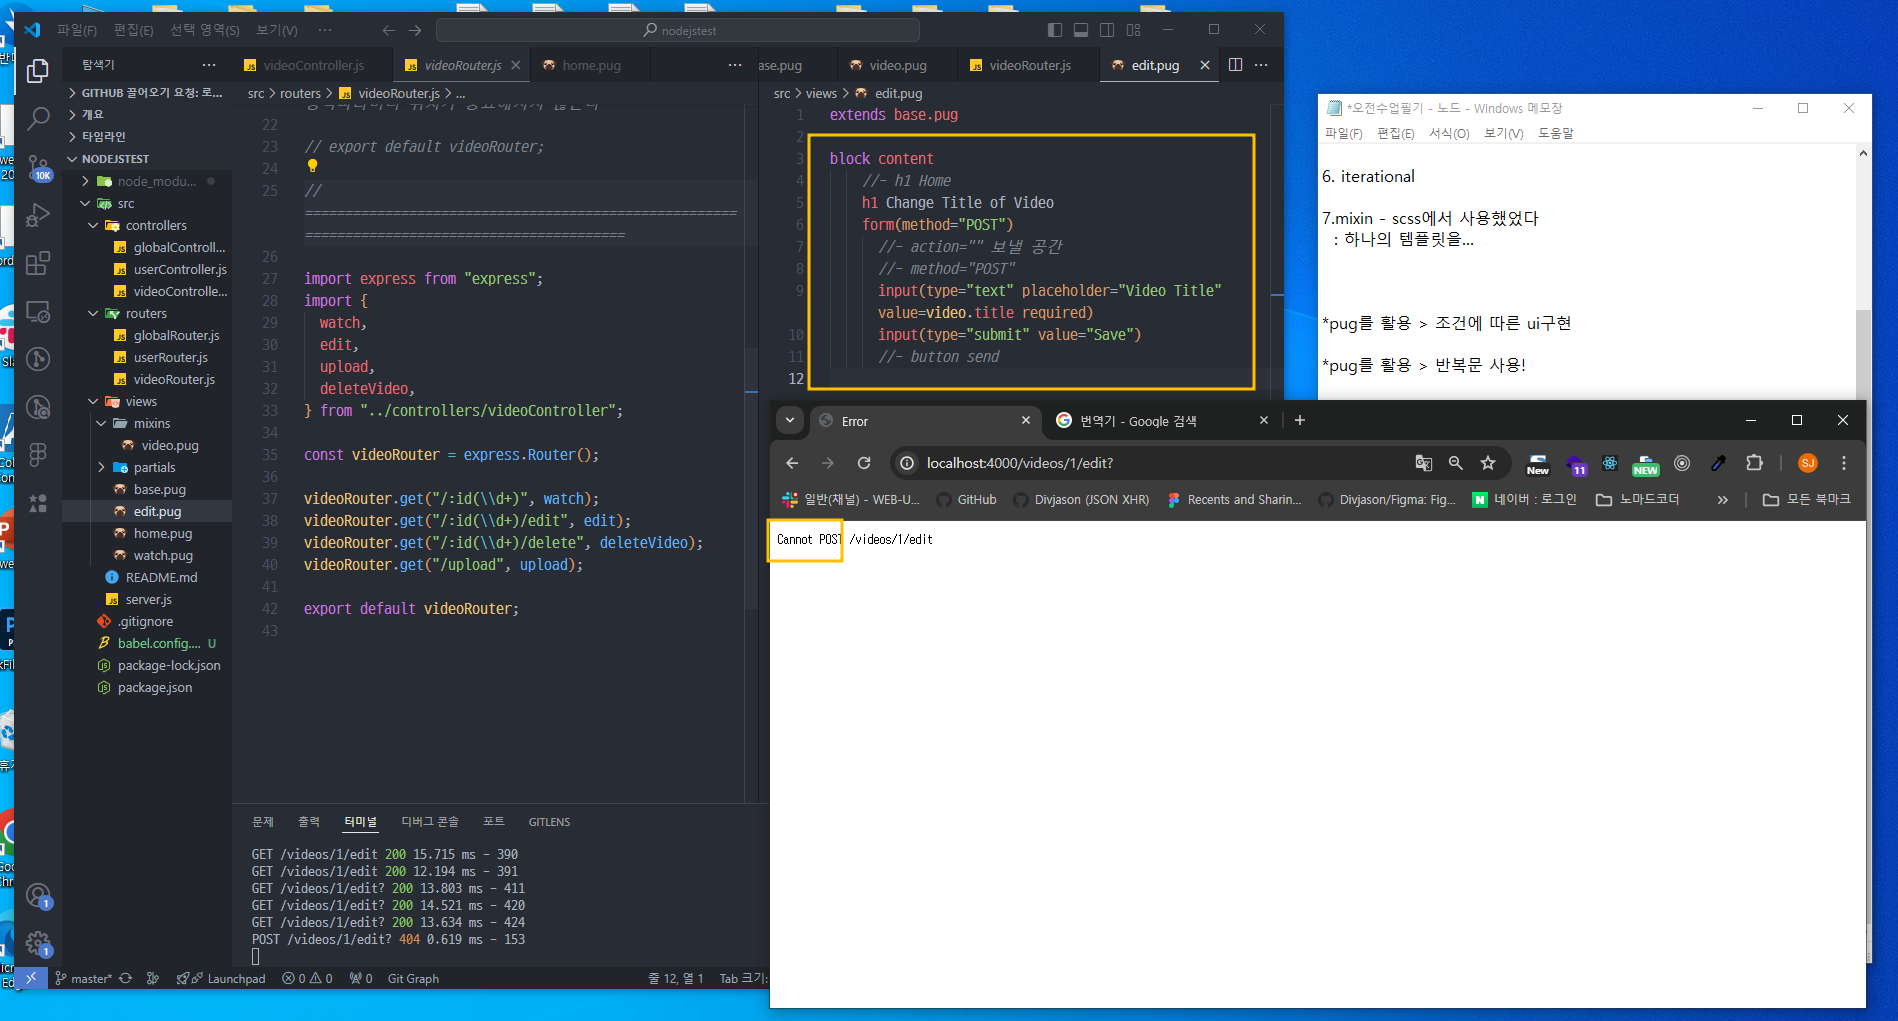 파일(F) 편집(E) 선택 영역(S) 보기(V) ···
nodejstest
탐색기 ···
GITHUB 끌어오기 요청: 로...
개요
타임라인
NODEJSTEST
node_modu...
src
controllers
globalControll...
userController.js
videoControlle...
routers
globalRouter.js
userRouter.js
videoRouter.js
views
mixins
video.pug
partials
base.pug
edit.pug
home.pug
watch.pug
README.md
server.js
.gitignore
babel.config.... U
package-lock.json
package.json
10K
1
1
videoController.js videoRouter.js home.pug ···
src > routers > videoRouter.js > ...
22
23 // export default videoRouter;
24
25 //
======================================================
========================================
26
27 import express from "express";
28 import {
29 watch,
30 edit,
31 upload,
32 deleteVideo,
33 } from "../controllers/videoController";
34
35 const videoRouter = express.Router();
36
37 videoRouter.get("/:id(\\d+)", watch);
38 videoRouter.get("/:id(\\d+)/edit", edit);
39 videoRouter.get("/:id(\\d+)/delete", deleteVideo);
40 videoRouter.get("/upload", upload);
41
42 export default videoRouter;
43
ase.pug video.pug videoRouter.js edit.pug ···
src > views > edit.pug
1 extends base.pug
2
3 block content
4 //- h1 Home
5 h1 Change Title of Video
6 form(method="POST")
7 //- action="" 보낼 공간
8 //- method="POST"
9 input(type="text" placeholder="Video Title"
value=video.title required)
10 input(type="submit" value="Save")
11 //- button send
12
문제 출력 터미널 디버그 콘솔 포트 GITLENS
GET /videos/1/edit 200 15.715 ms - 390
GET /videos/1/edit 200 12.194 ms - 391
GET /videos/1/edit? 200 13.803 ms - 411
GET /videos/1/edit? 200 14.521 ms - 420
GET /videos/1/edit? 200 13.634 ms - 424
POST /videos/1/edit? 404 0.619 ms - 153
master* Launchpad 0 0 0 Git Graph 줄 12, 열 1 Tab 크기:
*오전수업필기 - 노드 - Windows 메모장
파일(F) 편집(E) 서식(O) 보기(V) 도움말
6. iterational
7.mixin - scss에서 사용했었다
: 하나의 템플릿을...
*pug를 활용 > 조건에 따른 ui구현
*pug를 활용 > 반복문 사용!
Error 번역기 - Google 검색
localhost:4000/videos/1/edit?
New 11 NEW SJ
일반(채널) - WEB-U... GitHub Divjason (JSON XHR) Recents and Sharin... Divjason/Figma: Fig... 네이버 : 로그인 노마드코더 » 모든 북마크
Cannot POST /videos/1/edit